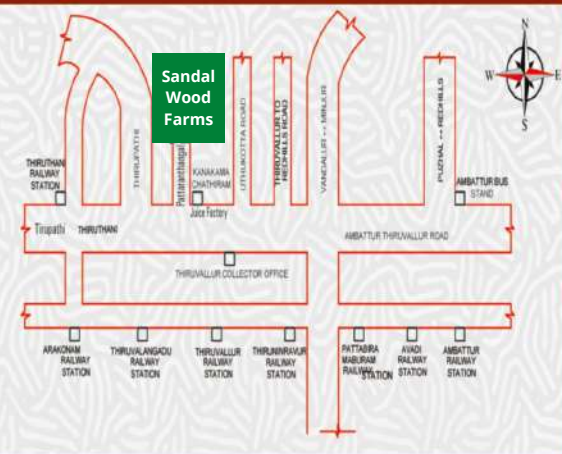 N
W
E
S
Sandal
Wood
Farms
THIRUPATHI
Pattaranthangal
UTHUKOTTA ROAD
THIRUVALLUR TO
REDHILLS ROAD
VANDALUR ↔ MINJUR
PUZHAL ↔ REDHILLS
THIRUTHANI
RAILWAY
STATION
KANAKAMA
CHATHIRAM
Juice Factory
AMBATTUR BUS
STAND
Tirupathi
THIRUTHANI
AMBATTUR THIRUVALLUR ROAD
THIRUVALLUR COLLECTOR OFFICE
ARAKONAM
RAILWAY
STATION
THIRUVALANGADU
RAILWAY
STATION
THIRUVALLUR
RAILWAY
STATION
THIRUNINRAVUR
RAILWAY
STATION
PATTABIRA
MABURAM
RAILWAY
STATION
AVADI
RAILWAY
STATION
AMBATTUR
RAILWAY
STATION